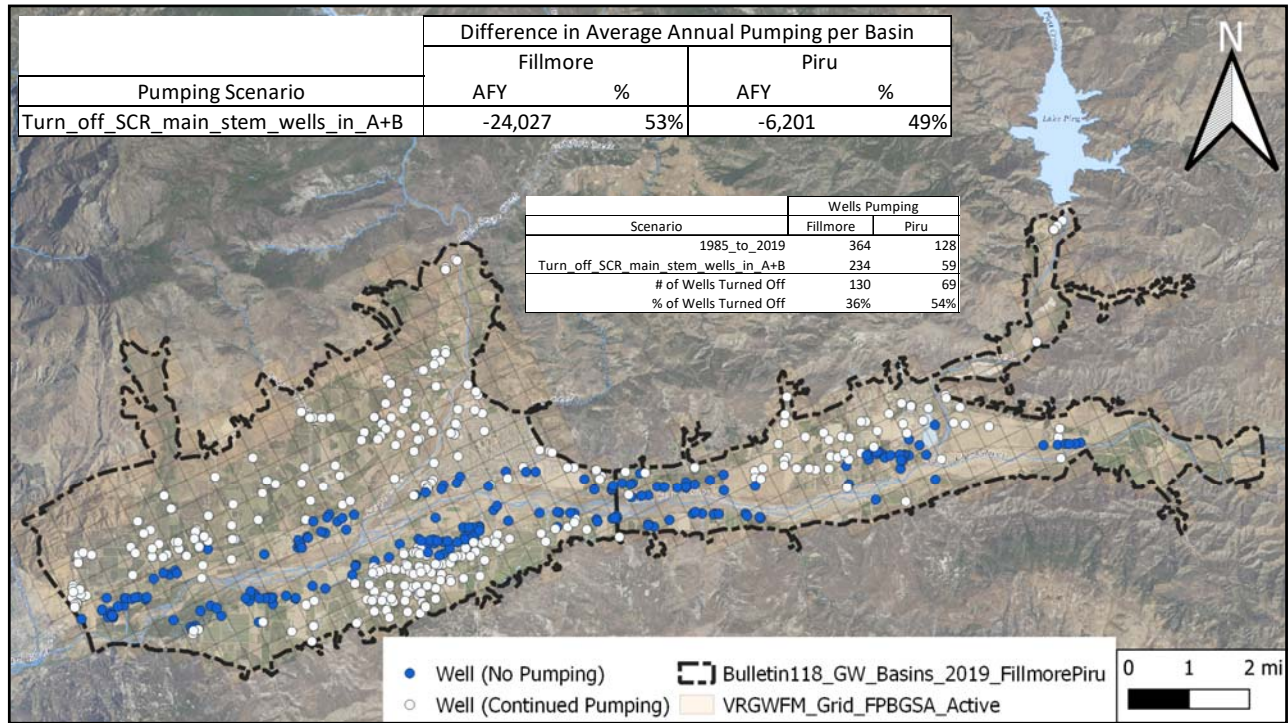 Difference in Average Annual Pumping per Basin
Fillmore Piru
Pumping Scenario AFY % AFY %
Turn_off_SCR_main_stem_wells_in_A+B -24,027 53% -6,201 49%
N
Lake Piru
Wells Pumping
Scenario Fillmore Piru
1985_to_2019 364 128
Turn_off_SCR_main_stem_wells_in_A+B 234 59
# of Wells Turned Off 130 69
% of Wells Turned Off 36% 54%
Well (No Pumping) Bulletin118_GW_Basins_2019_FillmorePiru
Well (Continued Pumping) VRGWFM_Grid_FPBGSA_Active
0 1 2 mi